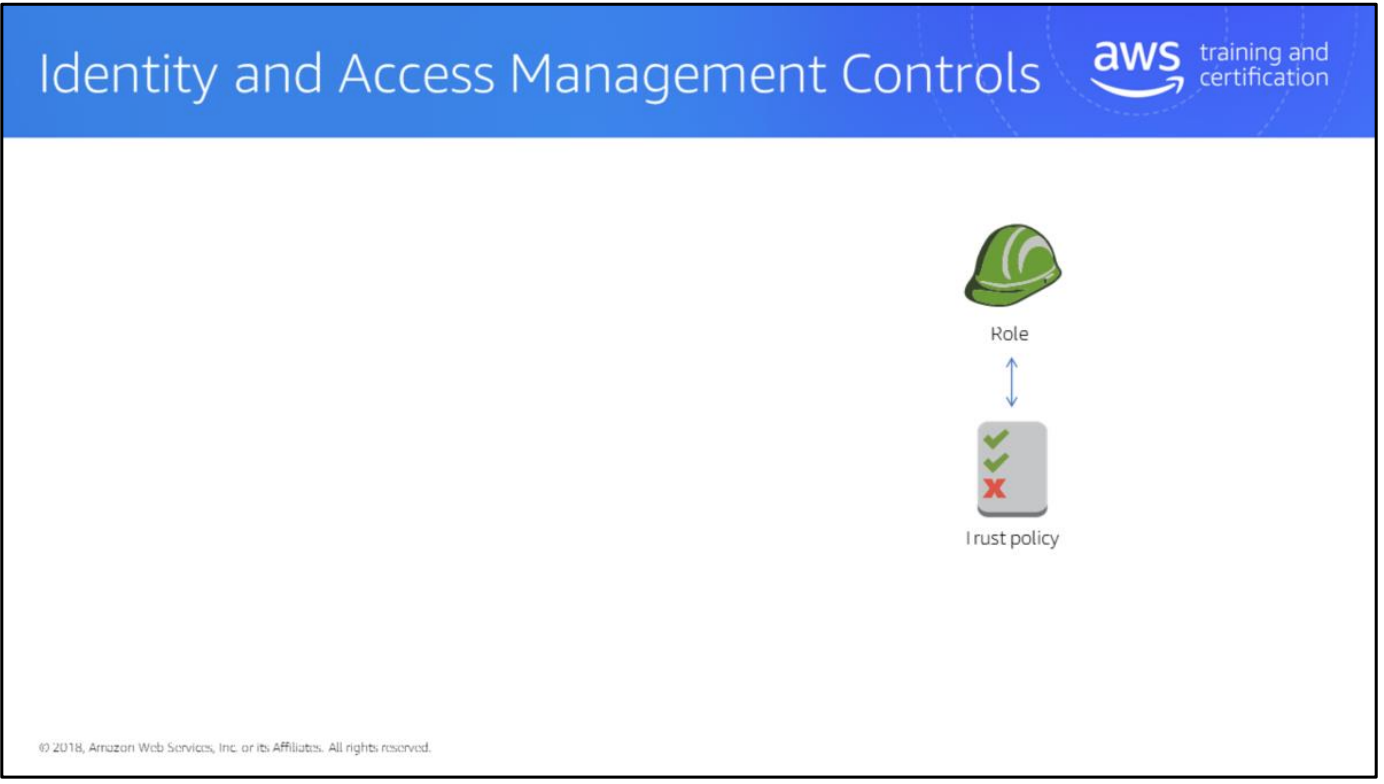 Identity and Access Management Controls
aws training and
certification
Role
Trust policy
© 2018, Amazon Web Services, Inc. or its Affiliates. All rights reserved.